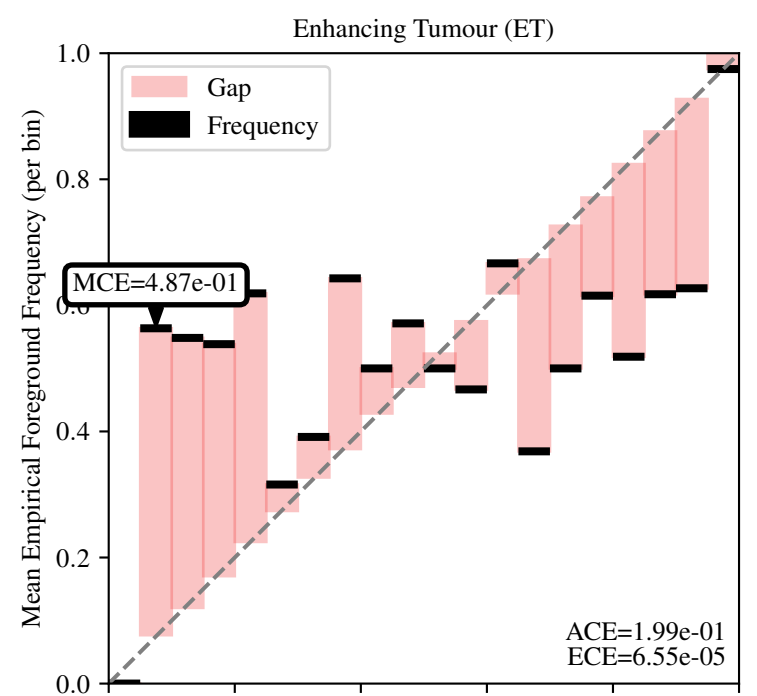 Enhancing Tumour (ET)
Mean Empirical Foreground Frequency (per bin)
1.0
0.8
0.6
0.4
0.2
0.0
Gap
Frequency
MCE=4.87e-01
ACE=1.99e-01
ECE=6.55e-05